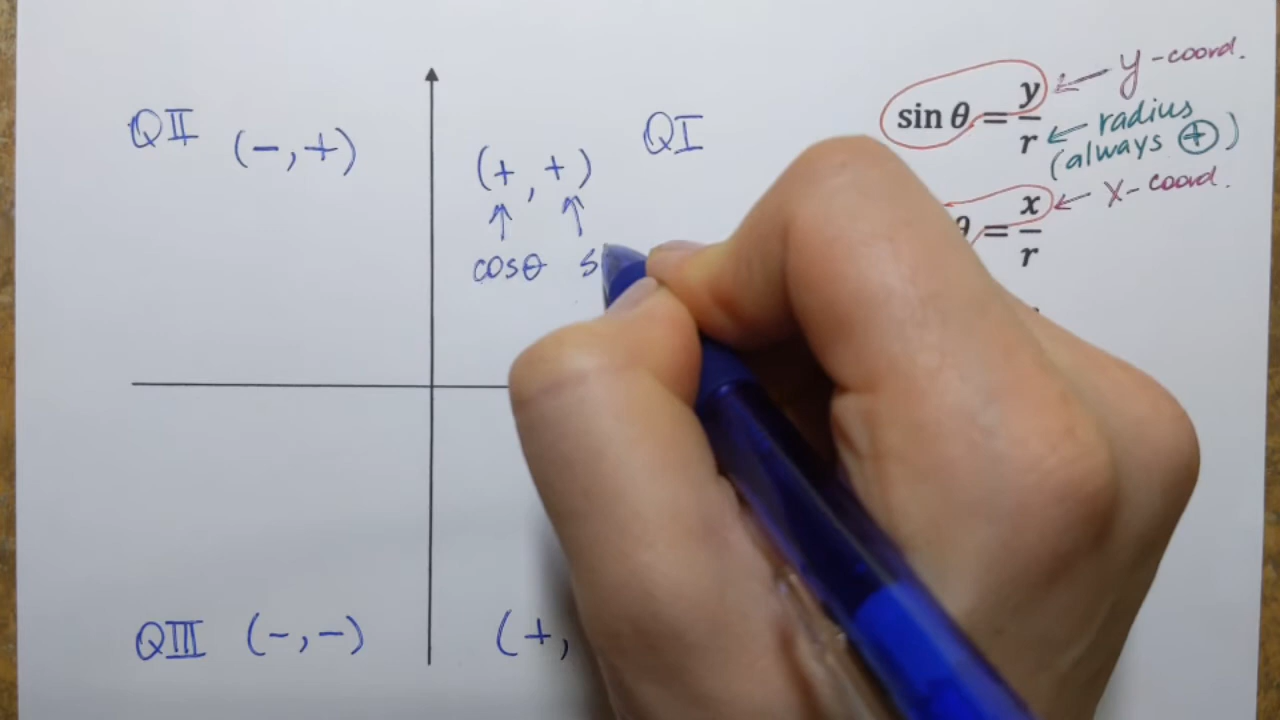 QII (-,+)
(+,+)
cosθ s
QI
QIII (-,-)
(+,
sin θ = y/r
y-coord.
radius
(always ⊕)
θ = x/r
x-coord.